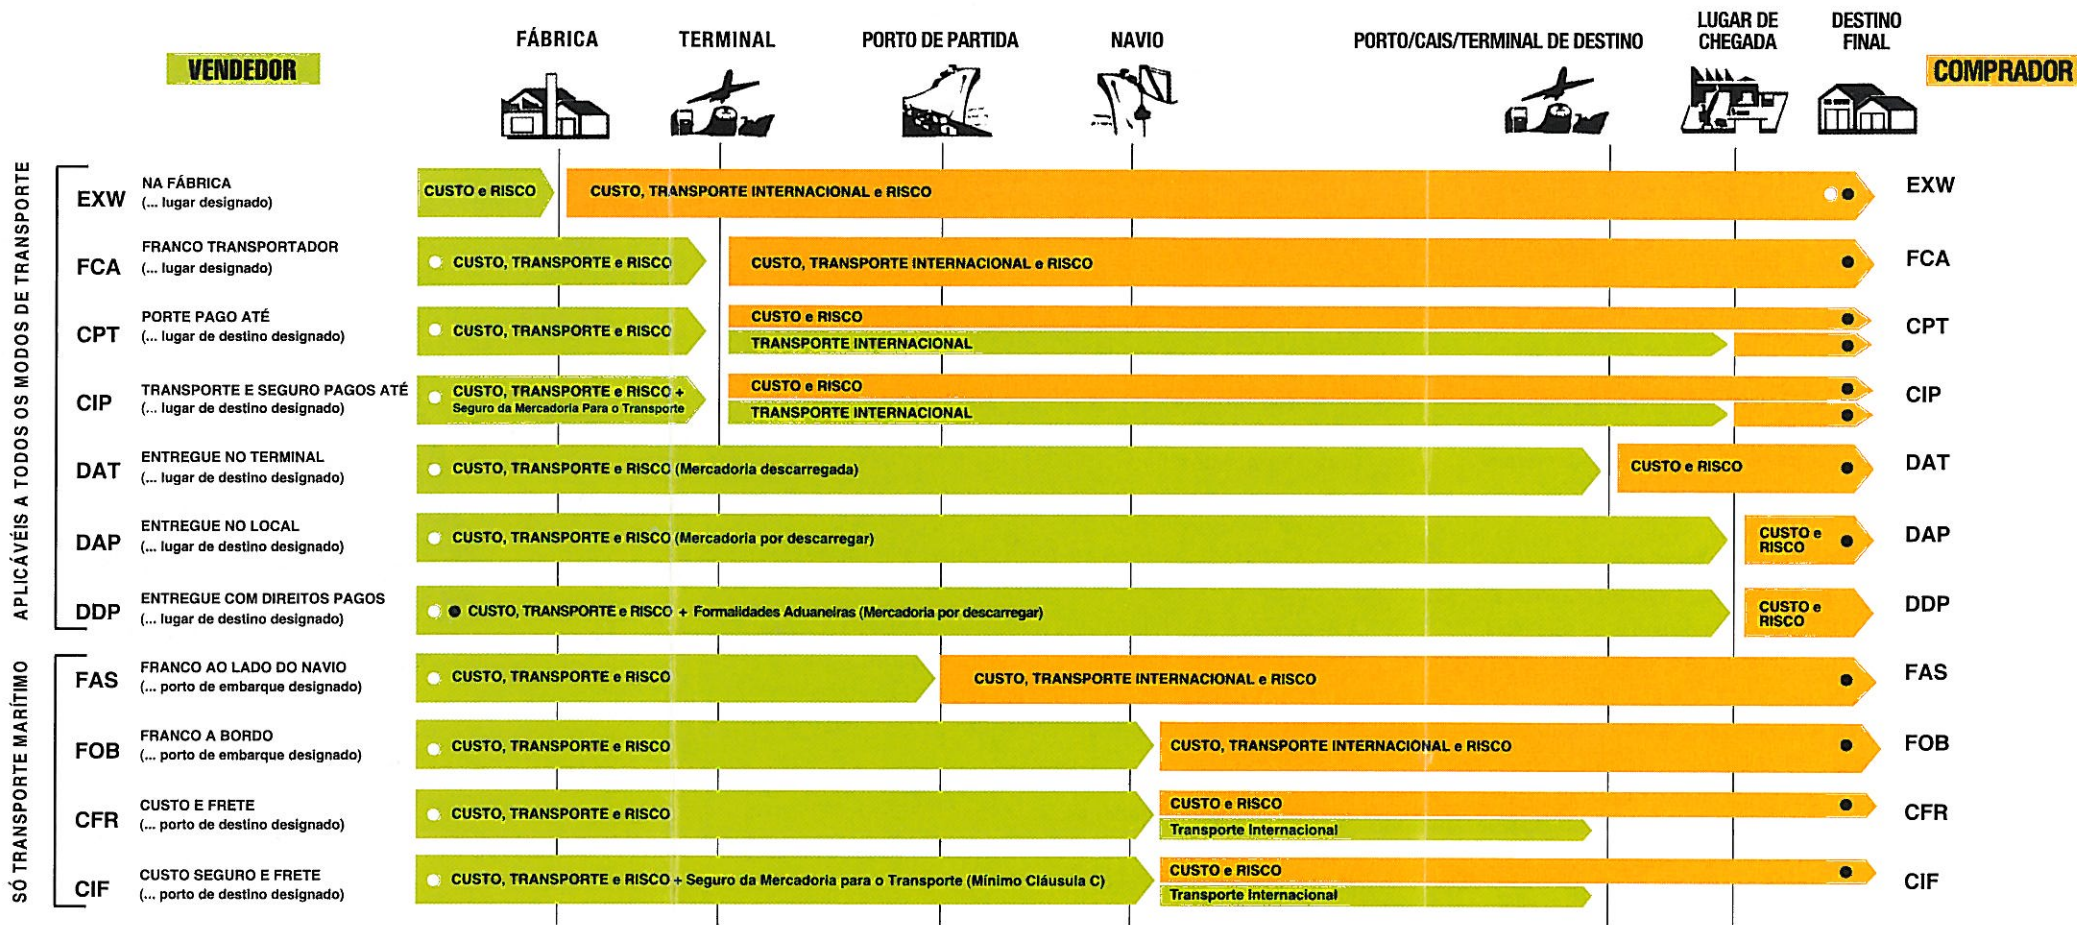 VENDEDOR
FÁBRICA
TERMINAL
PORTO DE PARTIDA
NAVIO
PORTO/CAIS/TERMINAL DE DESTINO
LUGAR DE
CHEGADA
DESTINO
FINAL
COMPRADOR
APLICÁVÉIS A TODOS OS MODOS DE TRANSPORTE
EXW
NA FÁBRICA
(... lugar designado)
CUSTO e RISCO
CUSTO, TRANSPORTE INTERNACIONAL e RISCO
EXW
FCA
FRANCO TRANSPORTADOR
(... lugar designado)
CUSTO, TRANSPORTE e RISCO
CUSTO, TRANSPORTE INTERNACIONAL e RISCO
FCA
CPT
PORTE PAGO ATÉ
(... lugar de destino designado)
CUSTO, TRANSPORTE e RISCO
CUSTO e RISCO
TRANSPORTE INTERNACIONAL
CPT
CIP
TRANSPORTE E SEGURO PAGOS ATÉ
(... lugar de destino designado)
CUSTO, TRANSPORTE e RISCO +
Seguro da Mercadoria Para o Transporte
CUSTO e RISCO
TRANSPORTE INTERNACIONAL
CIP
DAT
ENTREGUE NO TERMINAL
(... lugar de destino designado)
CUSTO, TRANSPORTE e RISCO (Mercadoria descarregada)
CUSTO e RISCO
DAT
DAP
ENTREGUE NO LOCAL
(... lugar de destino designado)
CUSTO, TRANSPORTE e RISCO (Mercadoria por descarregar)
CUSTO e
RISCO
DAP
DDP
ENTREGUE COM DIREITOS PAGOS
(... lugar de destino designado)
CUSTO, TRANSPORTE e RISCO + Formalidades Aduaneiras (Mercadoria por descarregar)
CUSTO e
RISCO
DDP
SÓ TRANSPORTE MARÍTIMO
FAS
FRANCO AO LADO DO NAVIO
(... porto de embarque designado)
CUSTO, TRANSPORTE e RISCO
CUSTO, TRANSPORTE INTERNACIONAL e RISCO
FAS
FOB
FRANCO A BORDO
(... porto de embarque designado)
CUSTO, TRANSPORTE e RISCO
CUSTO, TRANSPORTE INTERNACIONAL e RISCO
FOB
CFR
CUSTO E FRETE
(... porto de destino designado)
CUSTO, TRANSPORTE e RISCO
CUSTO e RISCO
Transporte Internacional
CFR
CIF
CUSTO SEGURO E FRETE
(... porto de destino designado)
CUSTO, TRANSPORTE e RISCO + Seguro da Mercadoria para o Transporte (Mínimo Cláusula C)
CUSTO e RISCO
Transporte Internacional
CIF